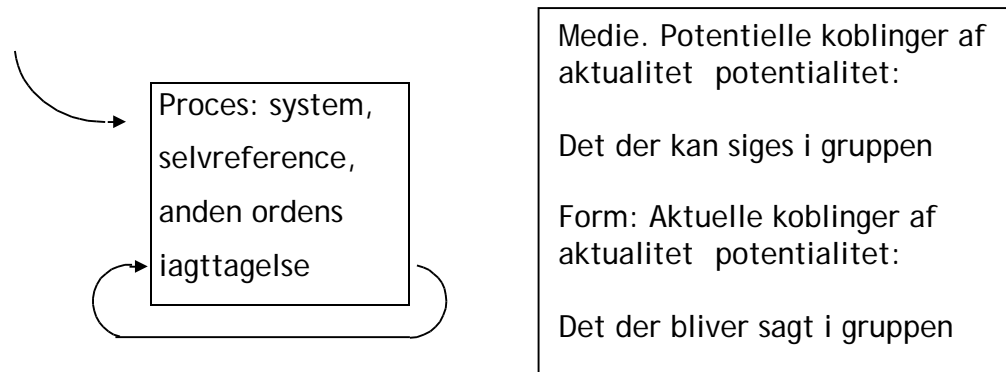 Proces: system,
selvreference,
anden ordens
iagttagelse
Medie. Potentielle koblinger af
aktualitet potentialitet:
Det der kan siges i gruppen
Form: Aktuelle koblinger af
aktualitet potentialitet:
Det der bliver sagt i gruppen